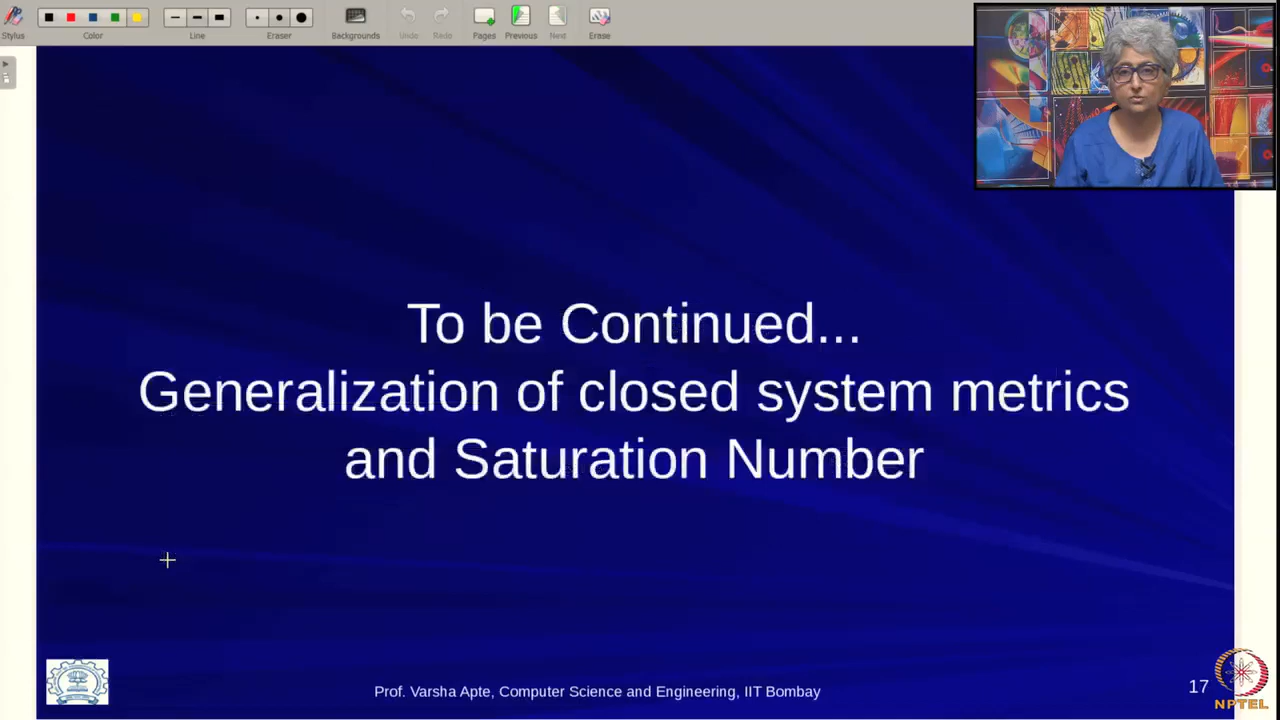 Stylus
Color
Line
Eraser
Backgrounds
Undo
Redo
Pages
Previous
Next
Erase
To be Continued...
Generalization of closed system metrics
and Saturation Number
Prof. Varsha Apte, Computer Science and Engineering, IIT Bombay
17
NPTEL